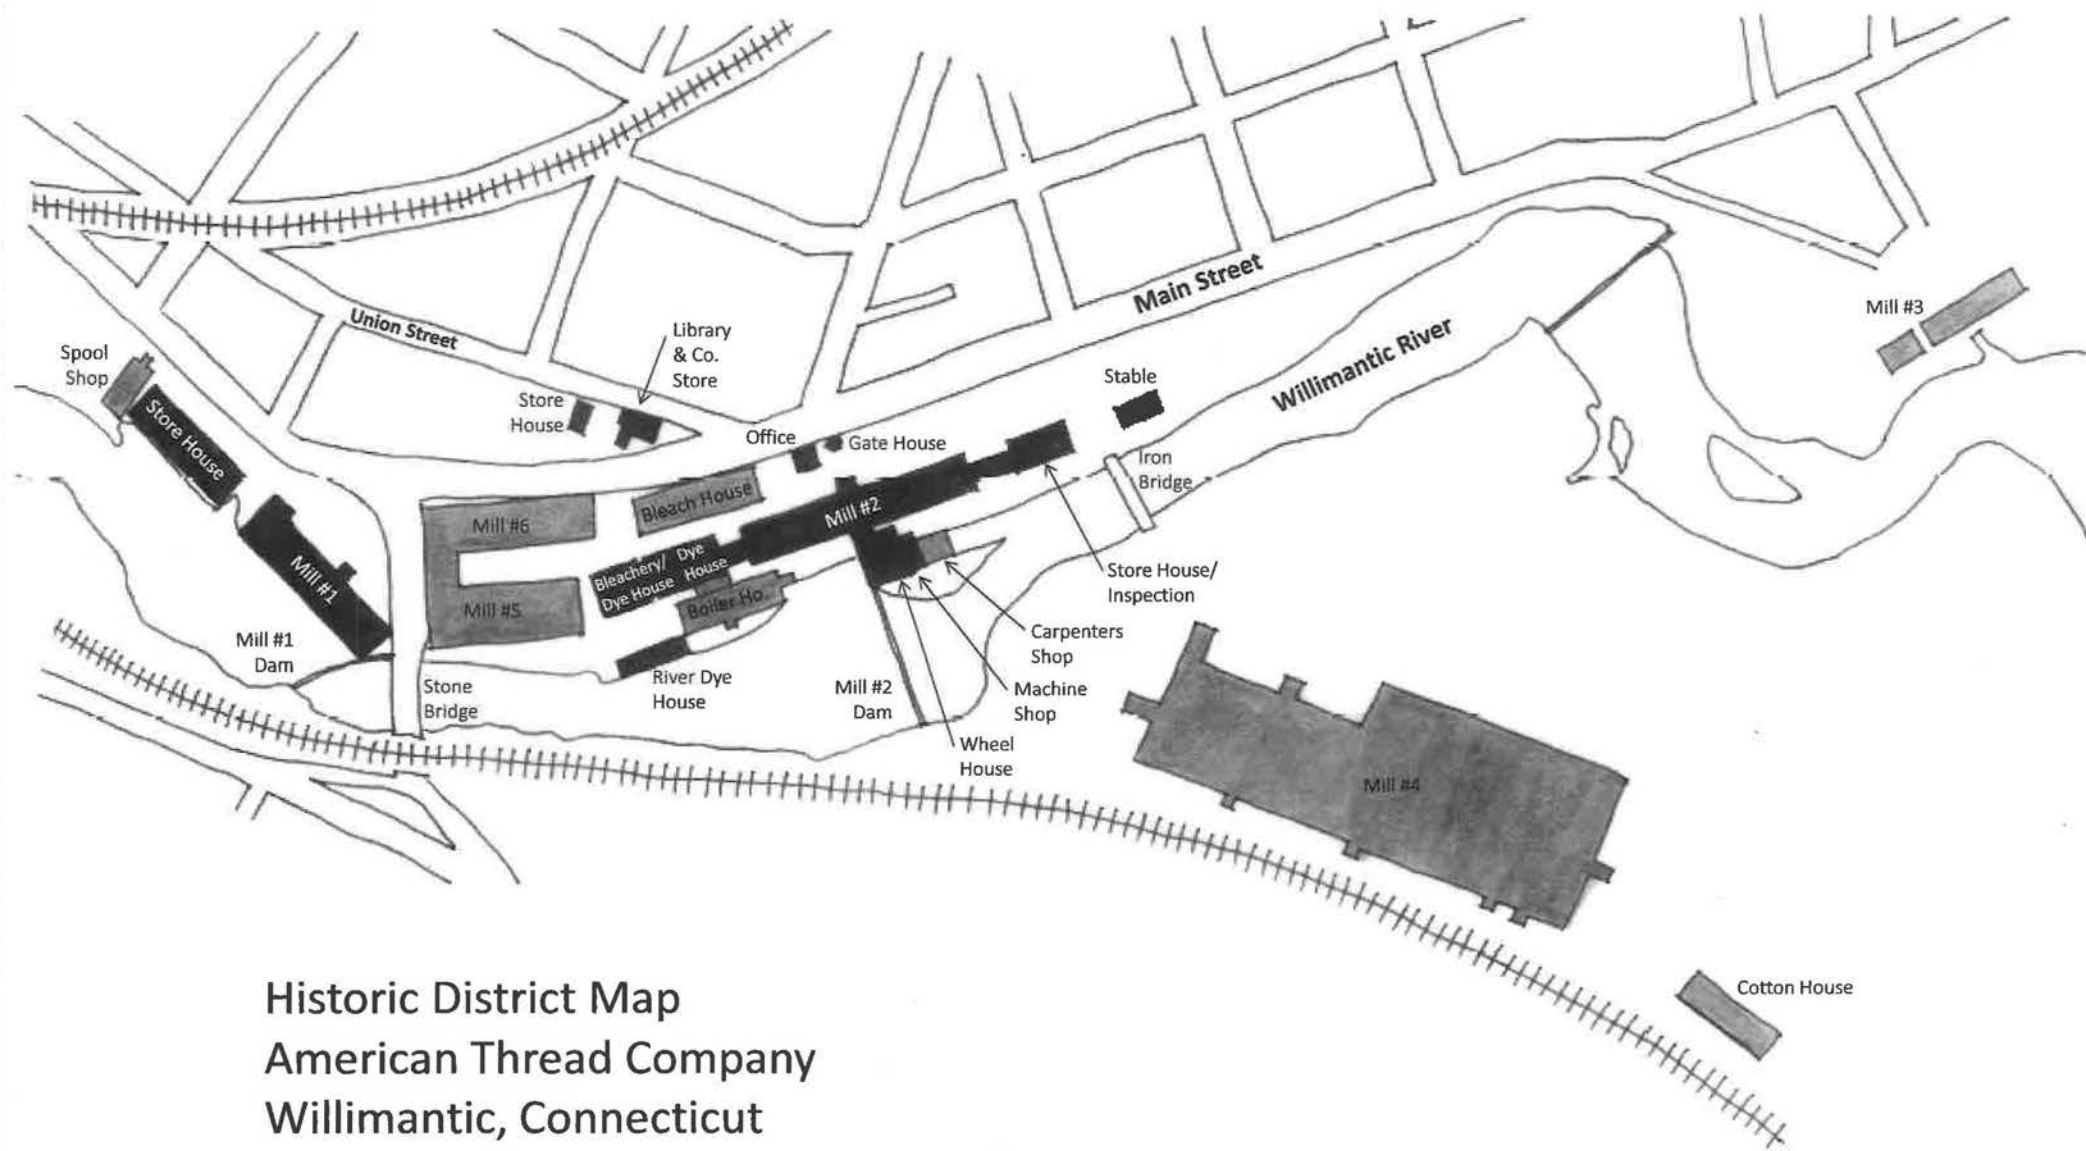 Main Street
Willimantic River
Mill #3
Union Street
Library
& Co.
Store
Spool
Shop
Store House
Store
House
Stable
Office
Gate House
Iron
Bridge
Bleach House
Mill #6
Mill #2
Bleachery/ Dye
Dye House House
Mill #1
Mill #5
Boiler Ho.
Store House/
Inspection
Carpenters
Shop
Mill #1
Dam
Stone
Bridge
River Dye
House
Mill #2
Dam
Machine
Shop
Wheel
House
Mill #4
Cotton House
Historic District Map
American Thread Company
Willimantic, Connecticut